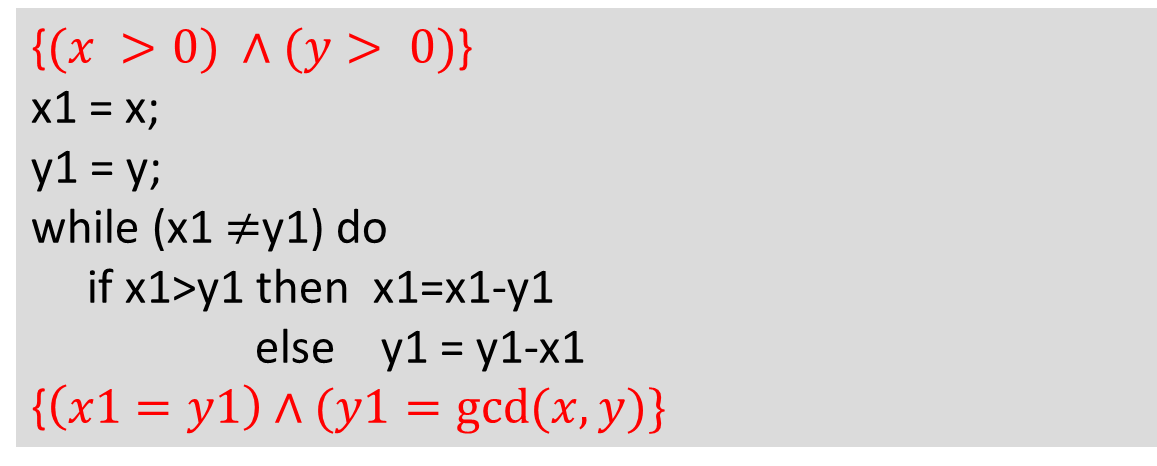 {(x > 0) ∧ (y > 0)}
x1 = x;
y1 = y;
while (x1 ≠y1) do
if x1>y1 then x1=x1-y1
else y1 = y1-x1
{(x1 = y1) ∧ (y1 = gcd(x, y)}